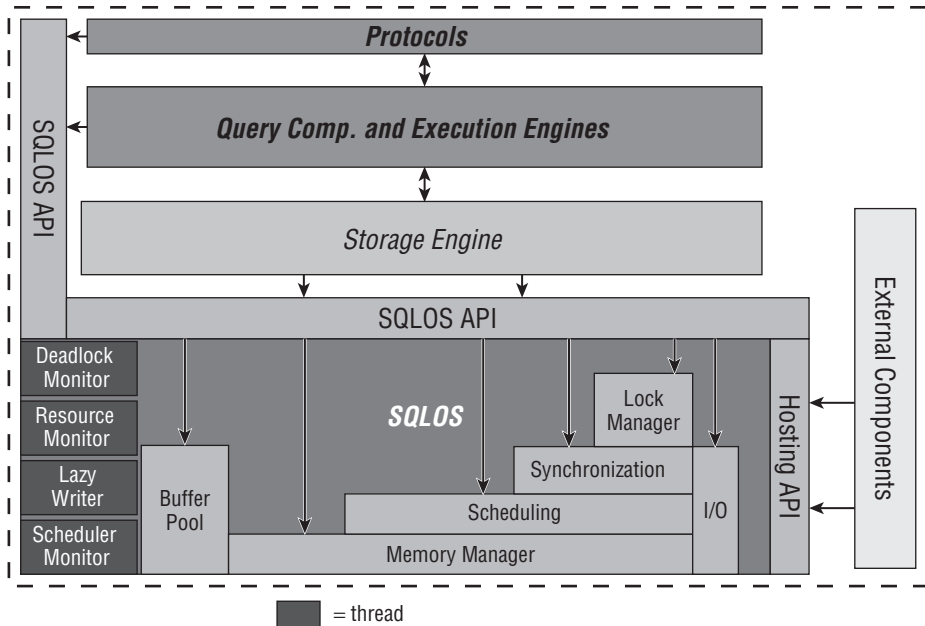 Protocols
SQLOS API
Query Comp. and Execution Engines
Storage Engine
SQLOS API
External Components
Deadlock
Monitor
Resource
Monitor
Lazy
Writer
Scheduler
Monitor
SQLOS
Lock
Manager
Hosting API
Synchronization
Buffer
Pool
Scheduling
I/O
Memory Manager
= thread